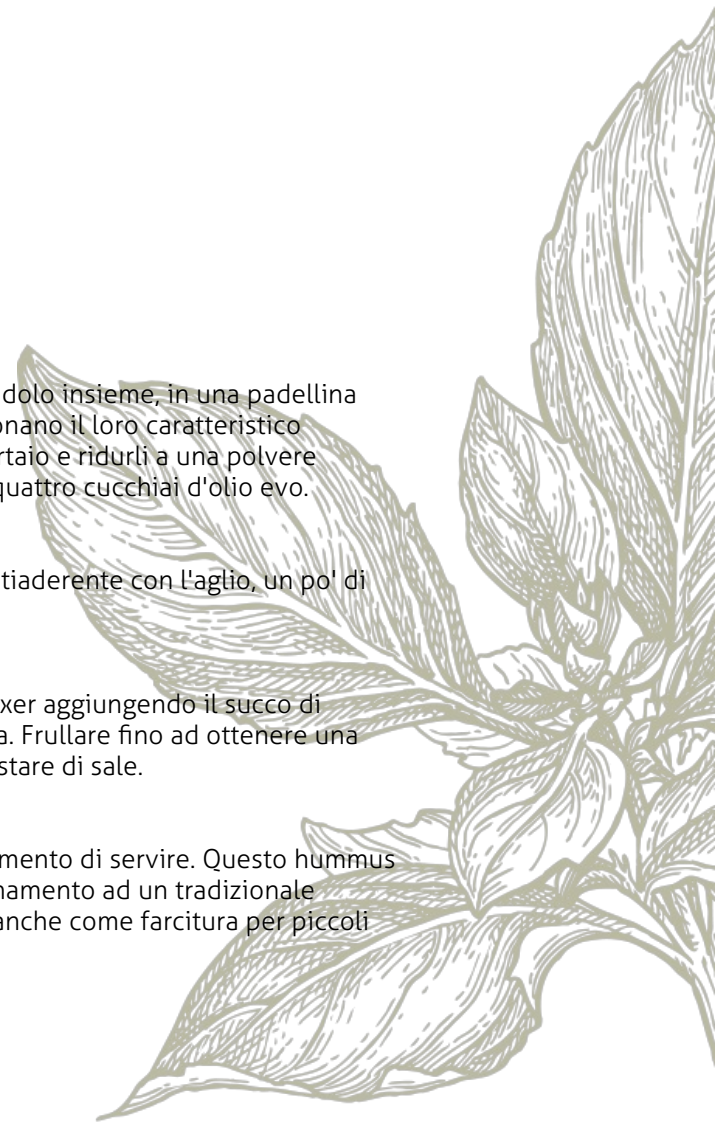 dolo insieme, in una padellina
onano il loro caratteristico
rtaio e ridurli a una polvere
quattro cucchiai d'olio evo.
tiaderente con l'aglio, un po' di
xer aggiungendo il succo di
a. Frullare fino ad ottenere una
stare di sale.
mento di servire. Questo hummus
namento ad un tradizionale
anche come farcitura per piccoli